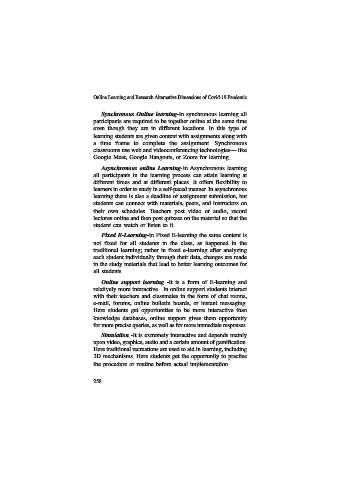 Online Learning and Research Alternative Dimensions of Covid-19 Pandemic
Synchronous Online learning-In synchronous learning all
participants are required to be together online at the same time
even though they are in different locations. In this type of
learning students are given content with assignments along with
a time frame to complete the assignment. Synchronous
classrooms use web and videoconferencing technologies— like
Google Meet, Google Hangouts, or Zoom for learning.
Asynchronous online Learning-In Asynchronous learning
all participants in the learning process can attain learning at
different times and at different places. It offers flexibility to
learners in order to study in a self-paced manner. In asynchronous
learning there is also a deadline of assignment submission, but
students can connect with materials, peers, and instructors on
their own schedules. Teachers post video or audio, record
lectures online and then post quizzes on the material so that the
student can watch or listen to it.
Fixed E-Learning-In Fixed E-learning the same content is
not fixed for all students in the class, as happened in the
traditional learning; rather in fixed e-learning after analyzing
each student individually through their data, changes are made
in the study materials that lead to better learning outcomes for
all students.
Online support learning -It is a form of E-learning and
relatively more interactive. In online support students interact
with their teachers and classmates in the form of chat rooms,
e-mail, forums, online bulletin boards, or instant messaging.
Here students get opportunities to be more interactive than
knowledge databases, online support gives them opportunity
for more precise queries, as well as for more immediate responses.
Simulation -It is extremely interactive and depends mainly
upon video, graphics, audio and a certain amount of gamification.
Here traditional recreations are used to aid in learning, including
3D mechanisms. Here students get the opportunity to practise
the procedure or routine before actual implementation.
258